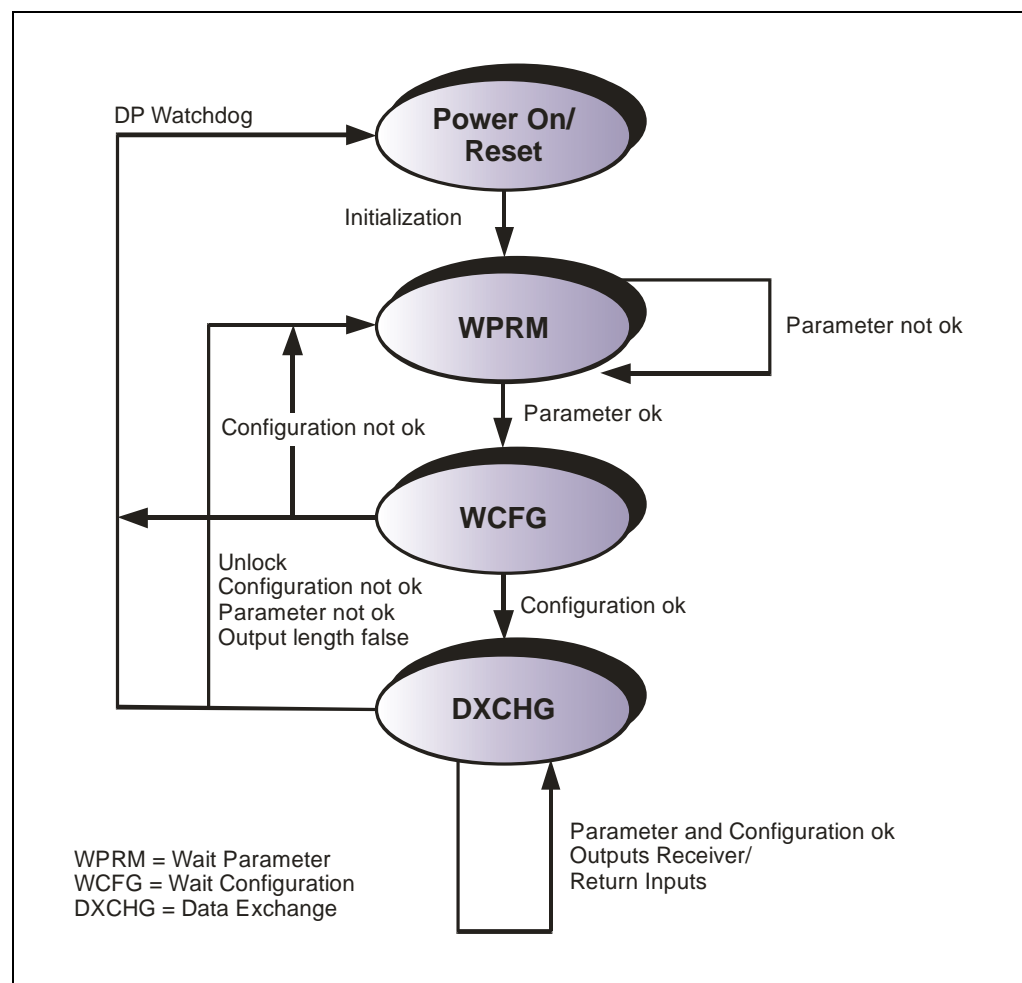 DP Watchdog
Power On/
Reset
Initialization
WPRM
Parameter not ok
Parameter ok
Configuration not ok
WCFG
Unlock
Configuration not ok
Parameter not ok
Output length false
Configuration ok
DXCHG
Parameter and Configuration ok
Outputs Receiver/
Return Inputs
WPRM = Wait Parameter
WCFG = Wait Configuration
DXCHG = Data Exchange